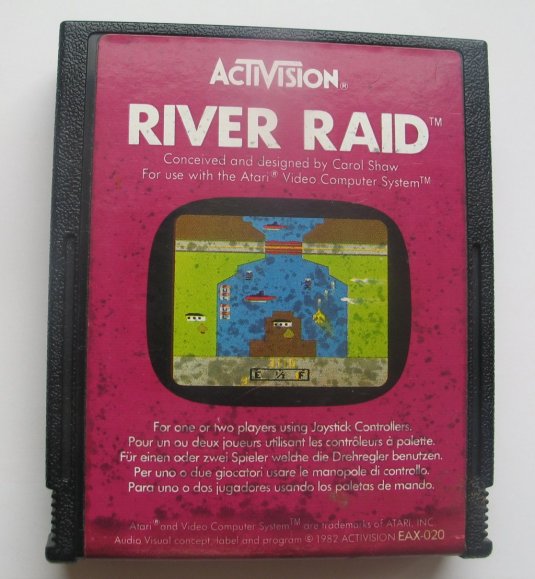 ACTIVISION®
RIVER RAID™
Conceived and Designed by Carol Shaw
For use with the Atari® Video Computer System™
E ½ F
For one or two players using Joystick Controllers.
Pour un ou deux joueurs utilisant les contrôleurs à palette.
Für einen oder zwei Spieler welche die Drehregler benutzen.
Per uno o due giocatori usare le manopole di controllo.
Para uno o dos jugadores usando los paletas de mando.
Atari® and Video Computer System™ are trademarks of ATARI, INC
Audio Visual concept, label and program © 1982 ACTIVISION EAX-020